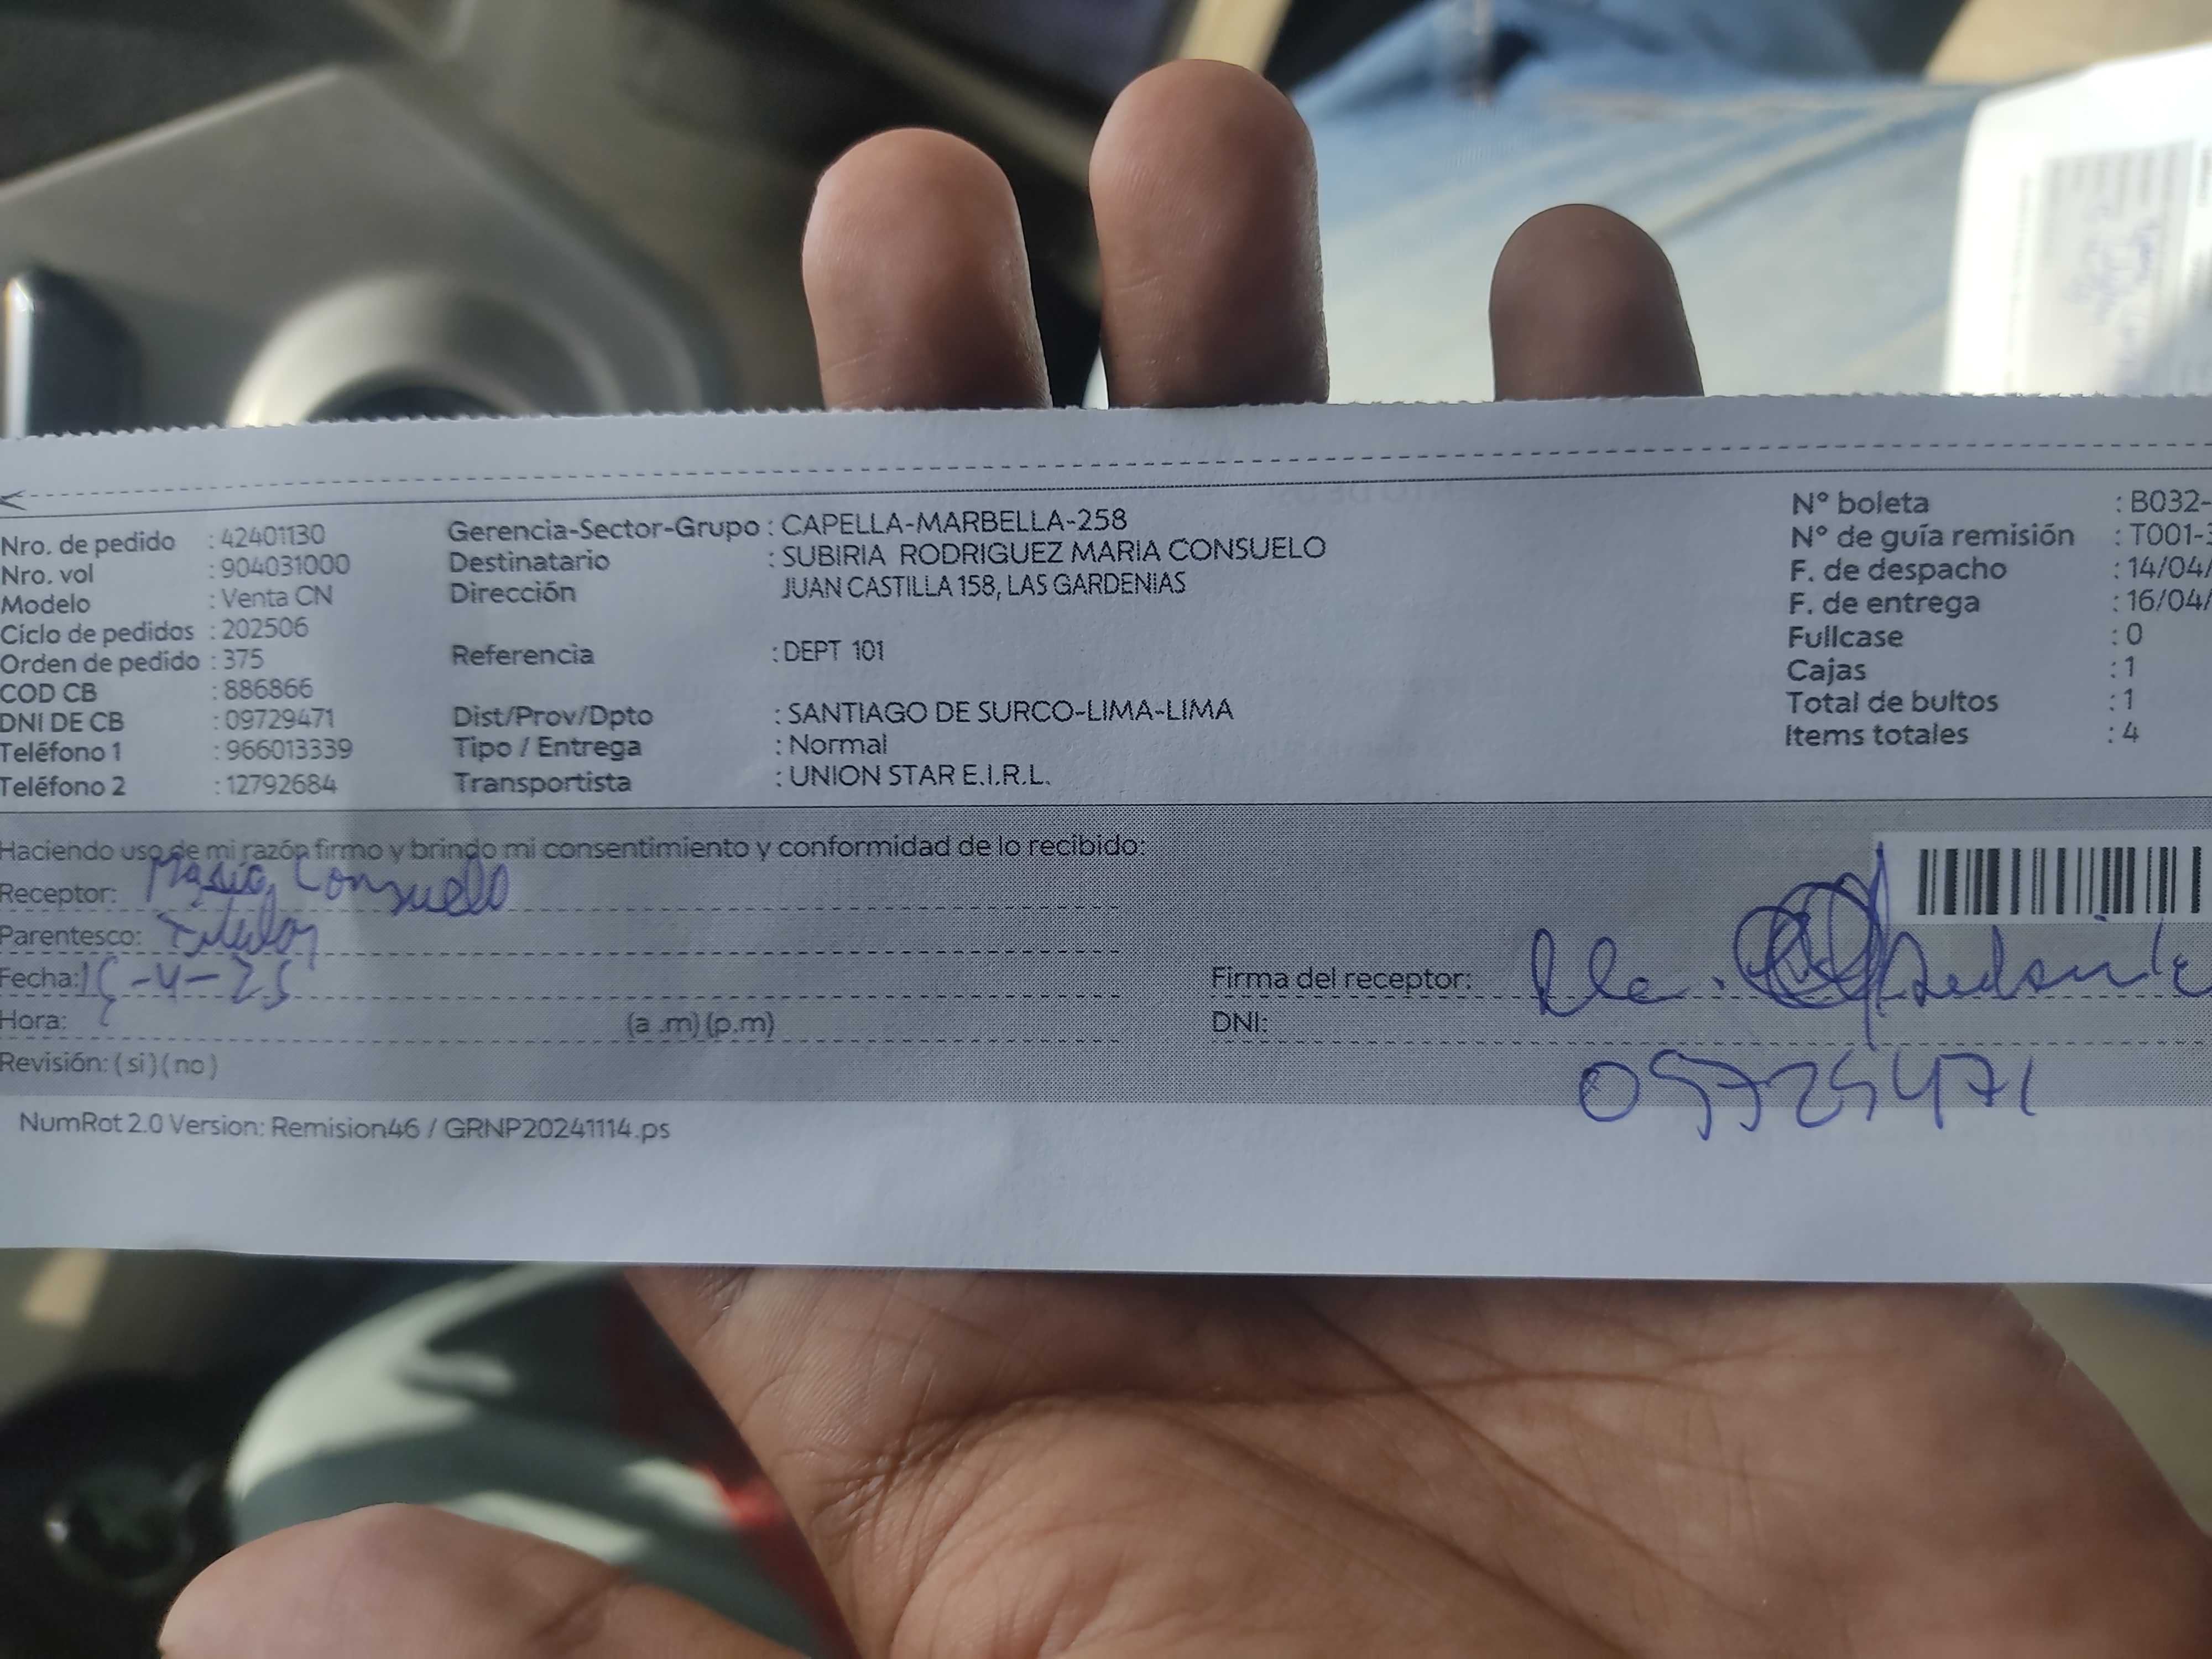 Nro. de pedido : 42401130
Nro. vol : 904031000
Modelo : Venta CN
Ciclo de pedidos : 202506
Orden de pedido : 375
COD CB : 886866
DNI DE CB : 09729471
Teléfono 1 : 966013339
Teléfono 2 : 12792684
Gerencia-Sector-Grupo : CAPELLA-MARBELLA-258
Destinatario : SUBIRIA RODRIGUEZ MARIA CONSUELO
Dirección JUAN CASTILLA 158, LAS GARDENIAS
Referencia : DEPT 101
Dist/Prov/Dpto : SANTIAGO DE SURCO-LIMA-LIMA
Tipo / Entrega : Normal
Transportista : UNION STAR E.I.R.L.
N° boleta : B032-
N° de guía remisión : T001-
F. de despacho : 14/04/
F. de entrega : 16/04/
Fullcase : 0
Cajas : 1
Total de bultos : 1
Items totales : 4
Haciendo uso de mi razón firmo y brindo mi consentimiento y conformidad de lo recibido:
Receptor: Maria Consuelo
Parentesco: Titular
Fecha: 15-4-25
Hora: (a .m) (p.m)
Revisión: ( si ) ( no )
Firma del receptor:
DNI: 09729471
NumRot 2.0 Version: Remision46 / GRNP20241114.ps